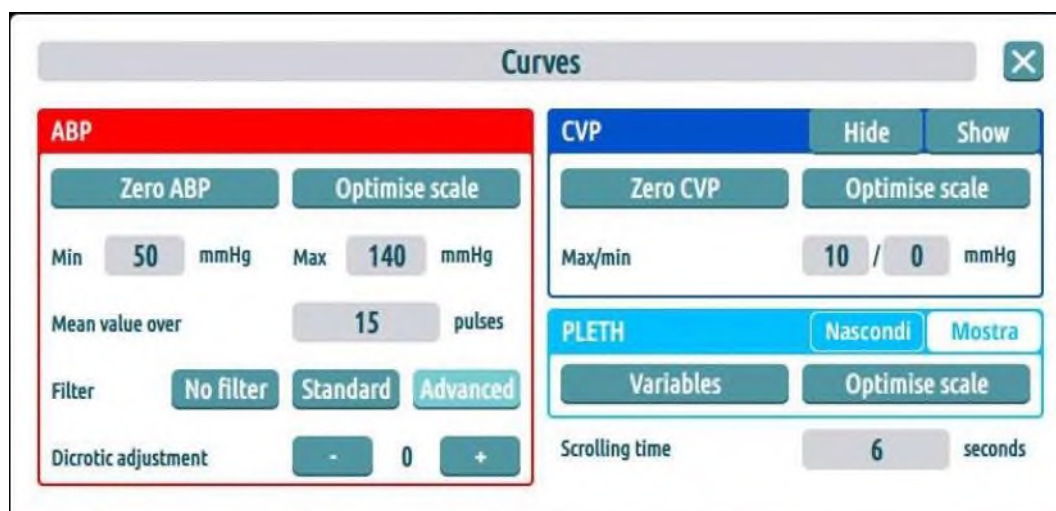 Curves
ABP
Zero ABP Optimise scale
Min 50 mmHg Max 140 mmHg
Mean value over 15 pulses
Filter No filter Standard Advanced
Dicrotic adjustment - 0 +
CVP Hide Show
Zero CVP Optimise scale
Max/min 10 / 0 mmHg
PLETH Nascondi Mostra
Variables Optimise scale
Scrolling time 6 seconds